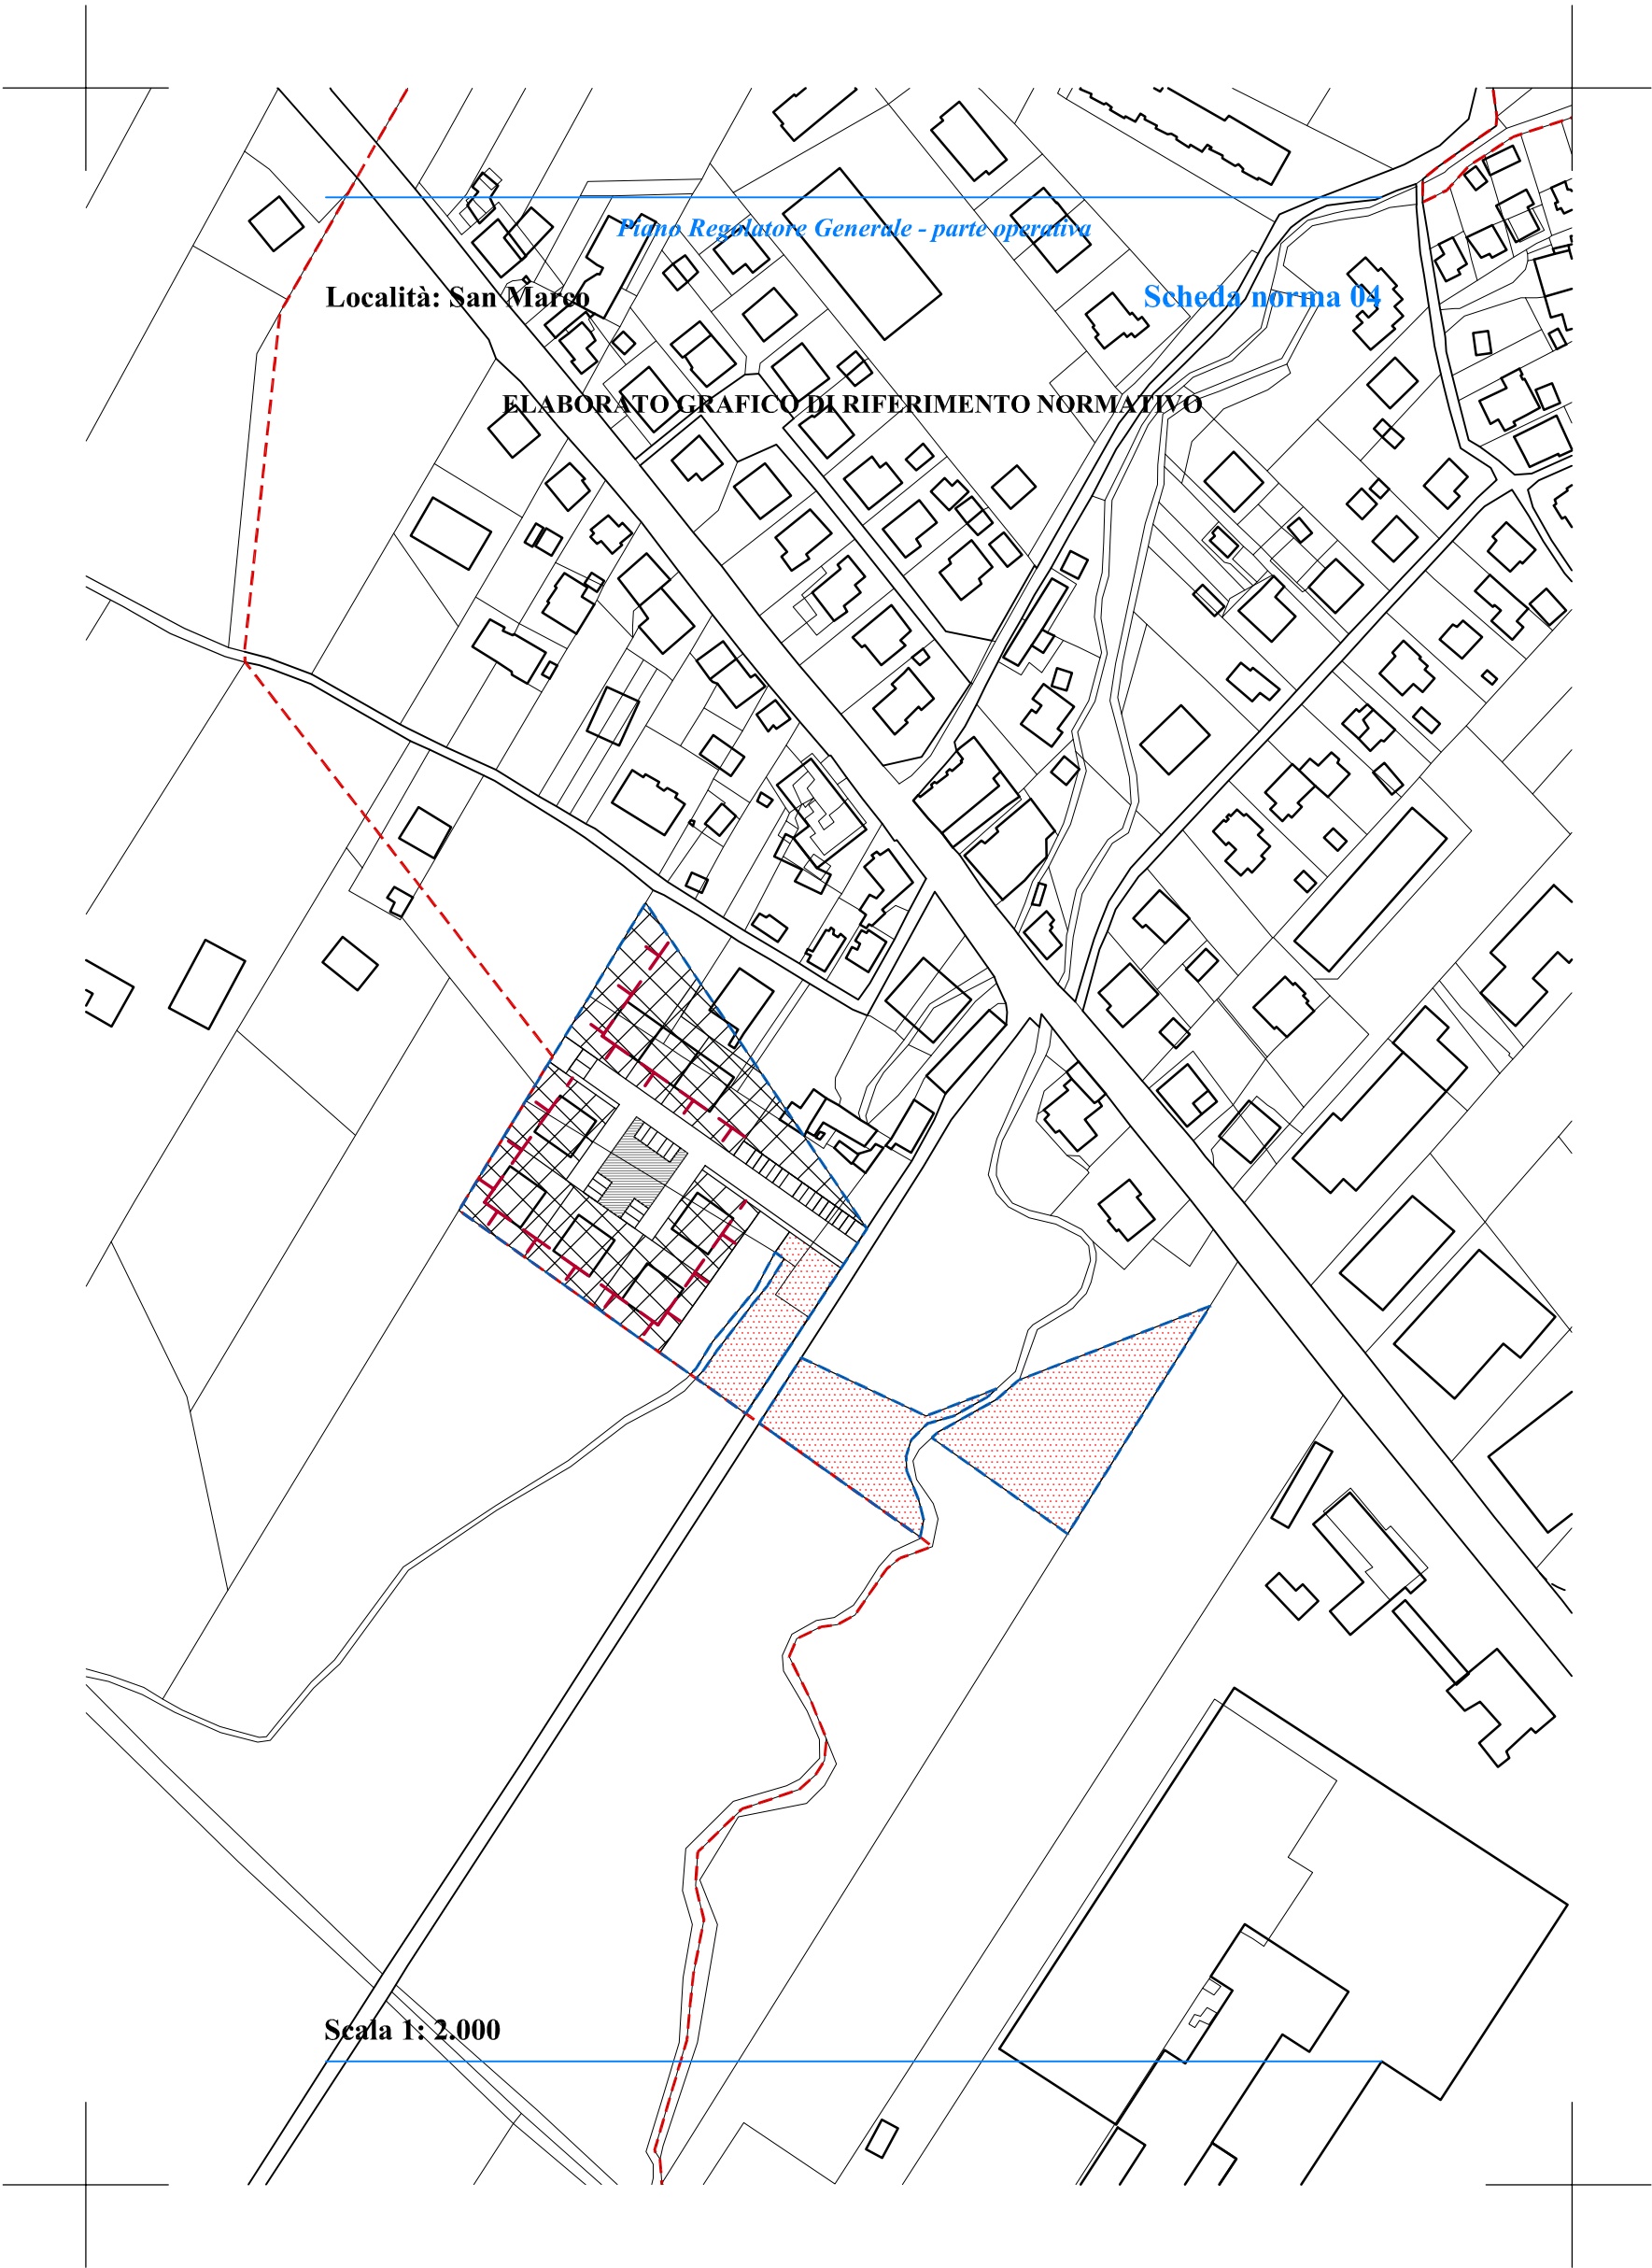 Piano Regolatore Generale - parte operativa
Località: San Marco
Scheda norma 04
ELABORATO GRAFICO DI RIFERIMENTO NORMATIVO
Scala 1: 2.000